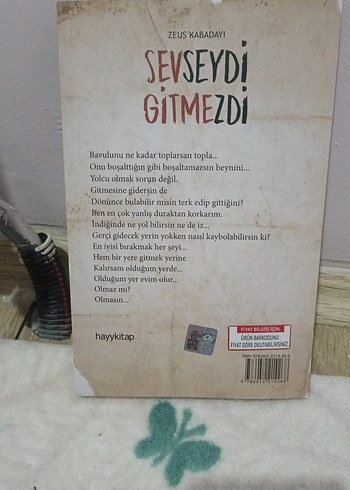 ZEUS KABADAYI
SEVSEYDİ
GİTMEZDİ
Bavulunu ne kadar toplarsan topla...
Onu boşalttığın gibi boşaltamazsın beynini...
Yolcu olmak sorun değil.
Gitmesine gidersin de
Dönünce bulabilir misin terk edip gittiğini?
Ben en çok yanlış duraktan korkarım.
İndiğinde ne yol bilirsin ne de iz...
Gerçi gidecek yerin yokken nasıl kaybolabilirsin ki?
En iyisi bırakmak her şeyi...
Hem bir yere gitmek yerine
Kalırsam olduğum yerde...
Olduğum yer evim olur...
Olmaz mı?
Olmasın...
hayykitap
FİYAT BİLGİSİ İÇİN,
ÜRÜN BARKODUNU
FİYAT GÖRE OKUTABİLİRSİNİZ